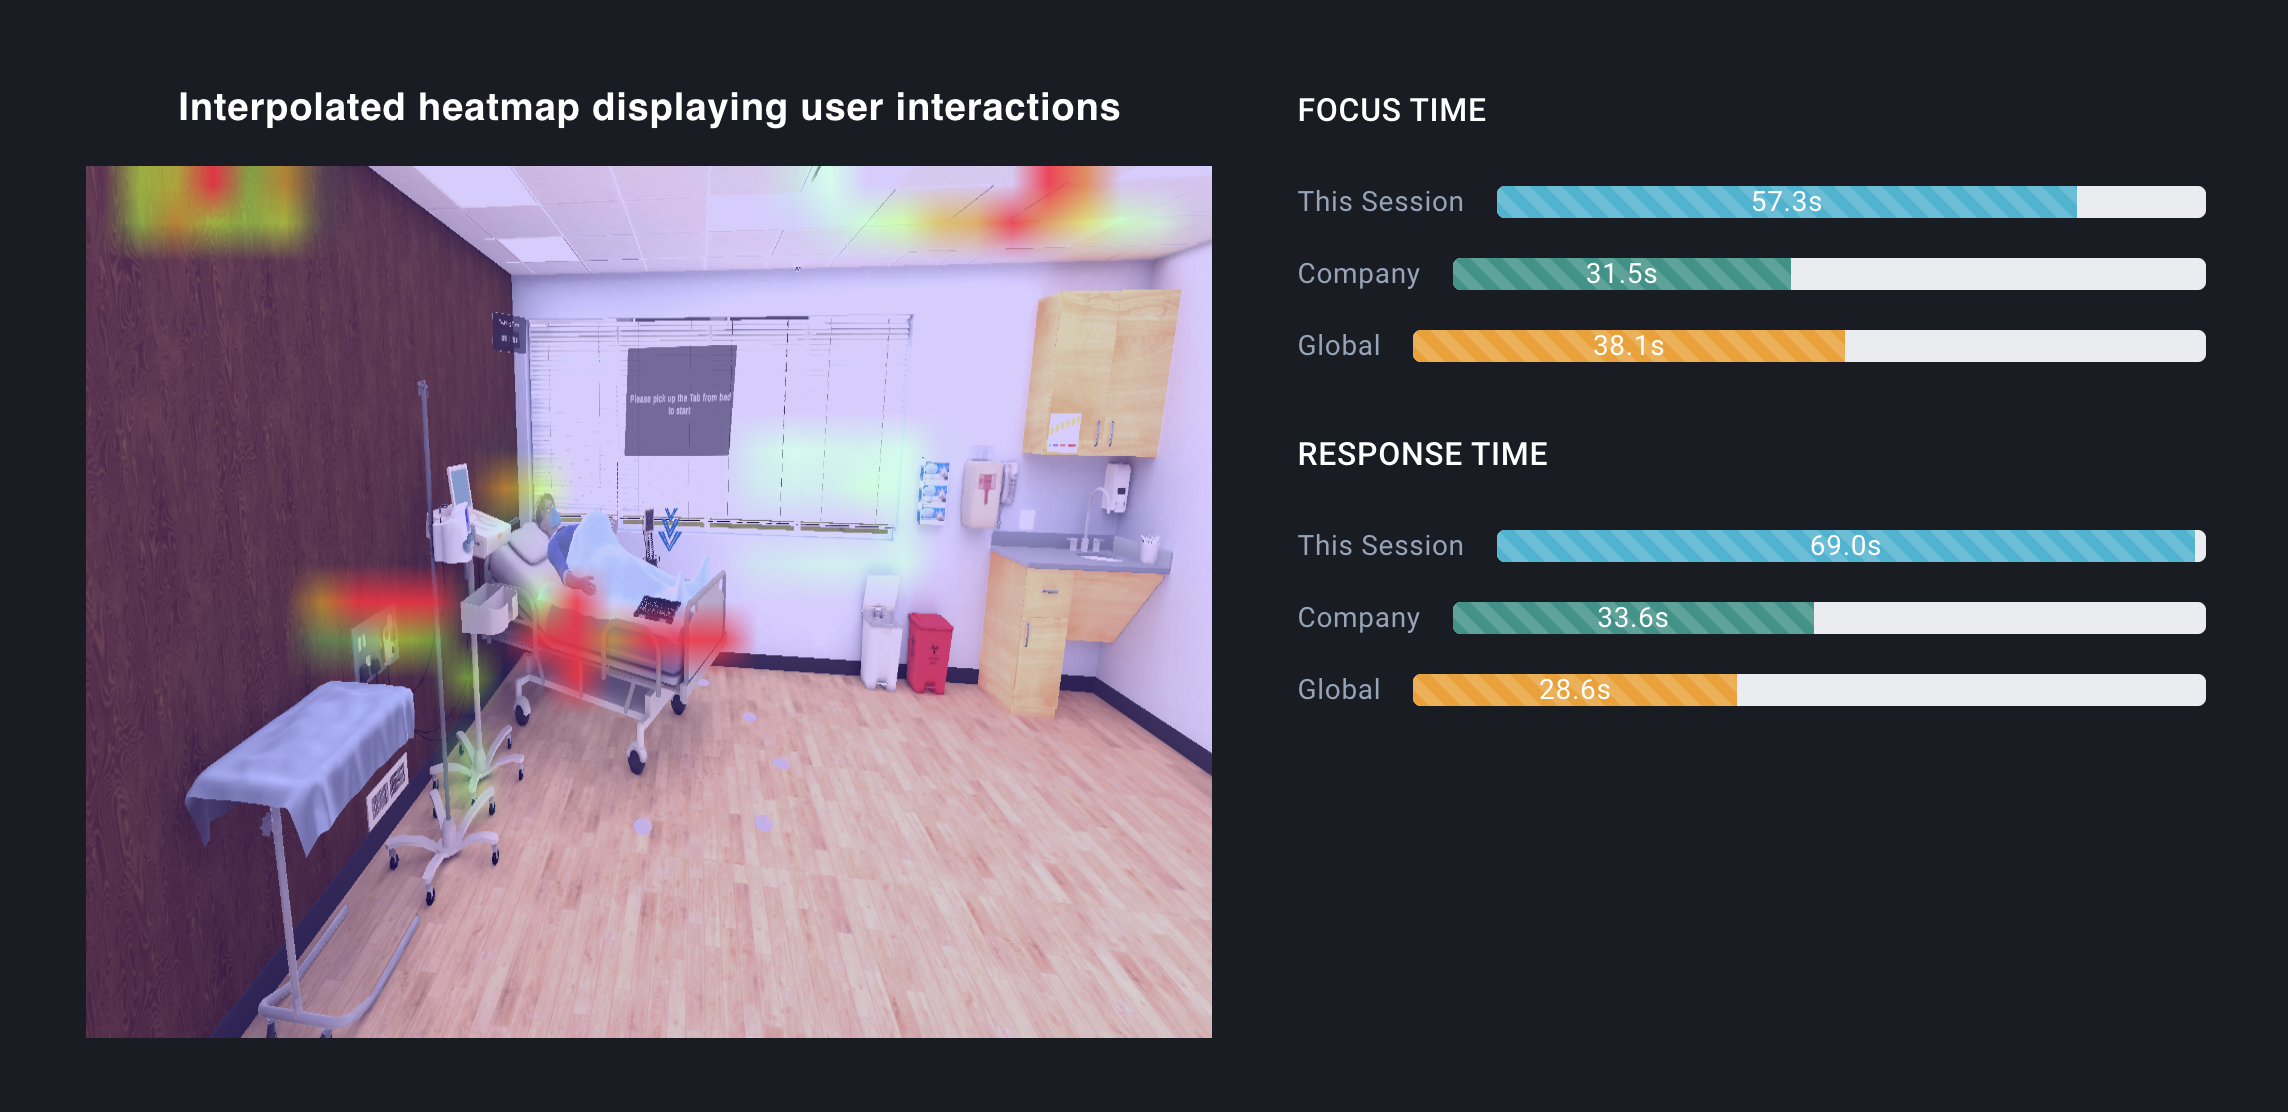 Interpolated heatmap displaying user interactions
Please pick up the Tab from bed
to start
FOCUS TIME
This Session 57.3s
Company 31.5s
Global 38.1s
RESPONSE TIME
This Session 69.0s
Company 33.6s
Global 28.6s